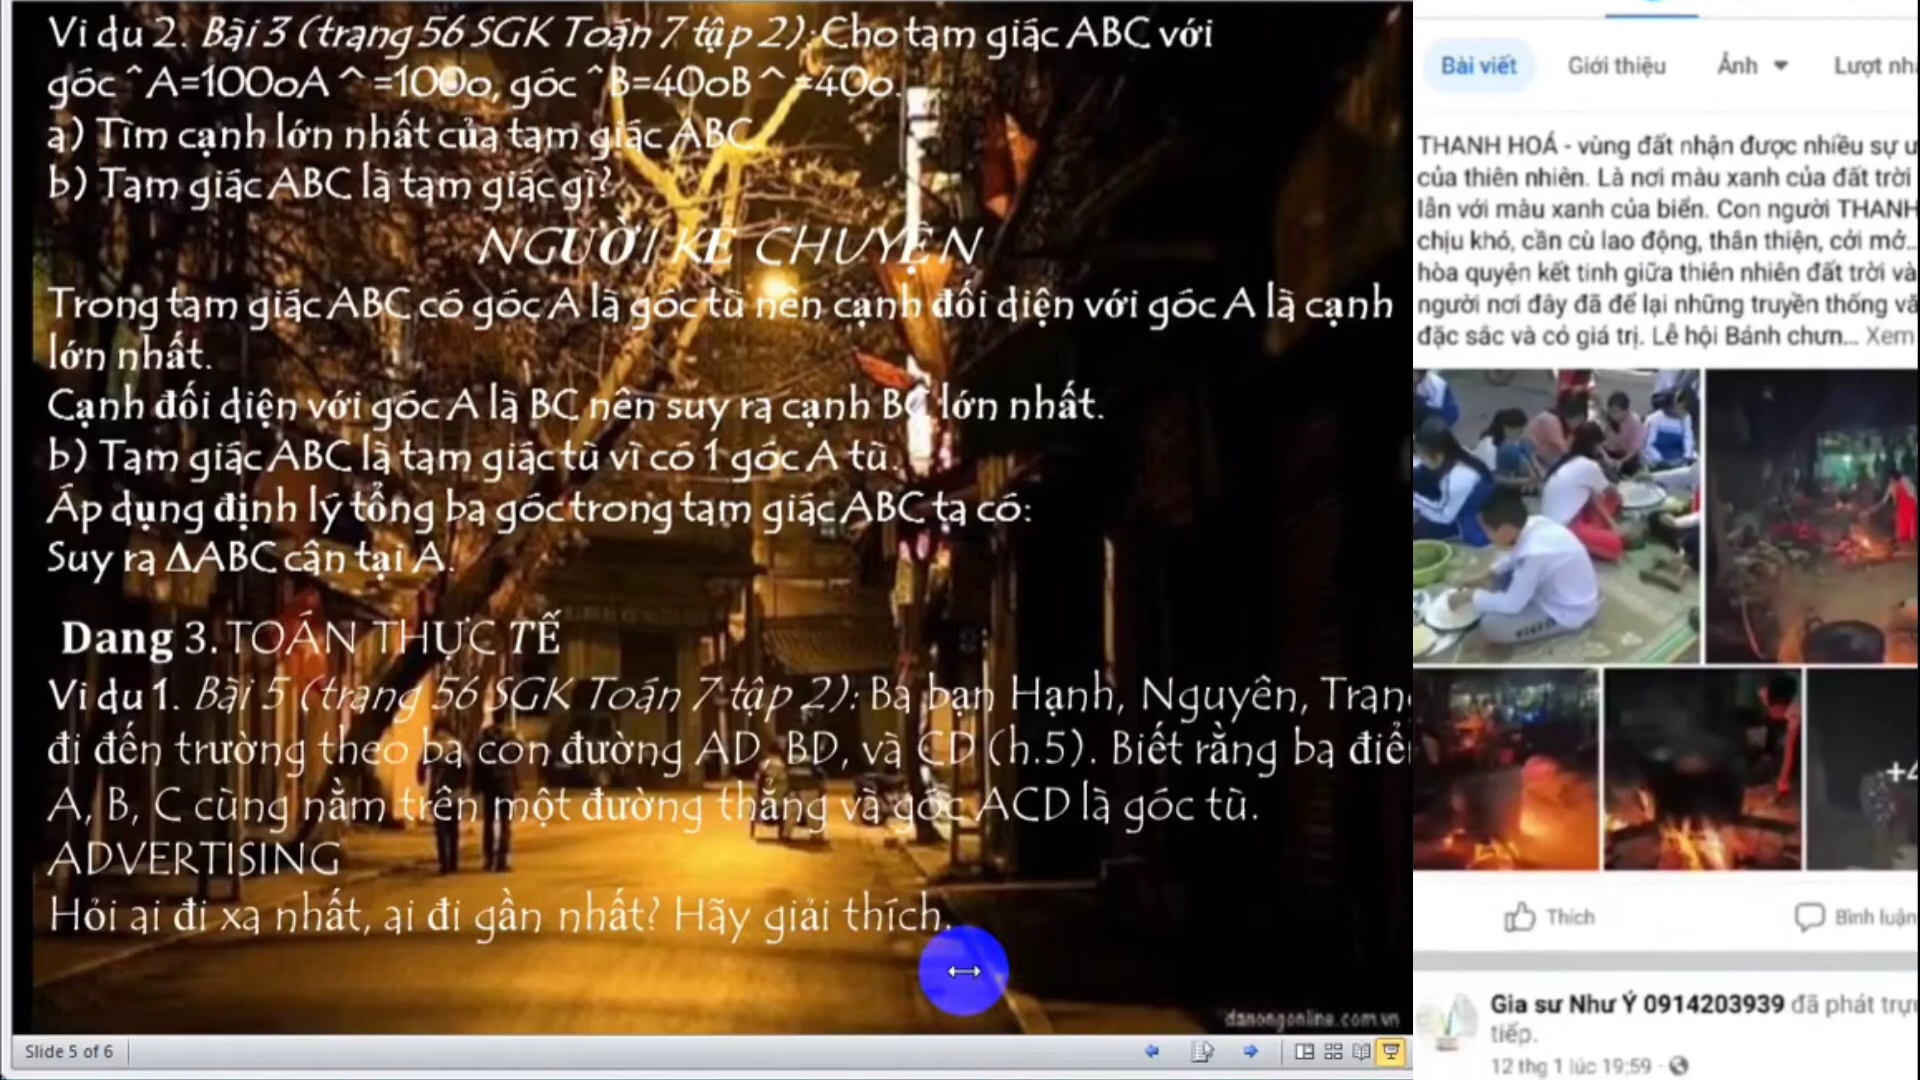 Vi du 2. Bài 3 (trang 56 SGK Toán 7 tập 2): Cho tam giác ABC với
góc ^A=100oA^=100o, góc ^B=40oB^=40o.
a) Tìm cạnh lớn nhất của tam giác ABC
b) Tam giác ABC là tam giác gì?
NGƯỜI KỂ CHUYỆN
Trong tam giác ABC có góc A là góc tù nên cạnh đối diện với góc A là cạnh
lớn nhất.
Cạnh đối diện với góc A là BC nên suy ra cạnh BC lớn nhất.
b) Tam giác ABC là tam giác tù vì có 1 góc A tù.
Áp dụng định lý tổng ba góc trong tam giác ABC ta có:
Suy ra ΔABC cân tại A.
Dang 3. TOÁN THỰC TẾ
Vi du 1. Bài 5 (trang 56 SGK Toán 7 tập 2): Ba bạn Hạnh, Nguyên, Tran
đi đến trường theo ba con đường AD, BD, và CD (h.5). Biết rằng ba điể
A, B, C cùng nằm trên một đường thẳng và góc ACD là góc tù.
ADVERTISING
Hỏi ai đi xa nhất, ai đi gần nhất? Hãy giải thích.
danongonline.com.vn
Slide 5 of 6
Bài viết Giới thiệu Ảnh Lượt nh
THANH HOÁ - vùng đất nhận được nhiều sự ư
của thiên nhiên. Là nơi màu xanh của đất trời
lẫn với màu xanh của biển. Con người THANH
chịu khó, cần cù lao động, thân thiện, cởi mở...
hòa quyện kết tinh giữa thiên nhiên đất trời và
người nơi đây đã để lại những truyền thống vă
đặc sắc và có giá trị. Lễ hội Bánh chưn... Xem
+4
Thích Bình luận
Gia sư Như Ý 0914203939 đã phát trự
tiếp.
12 thg 1 lúc 19:59